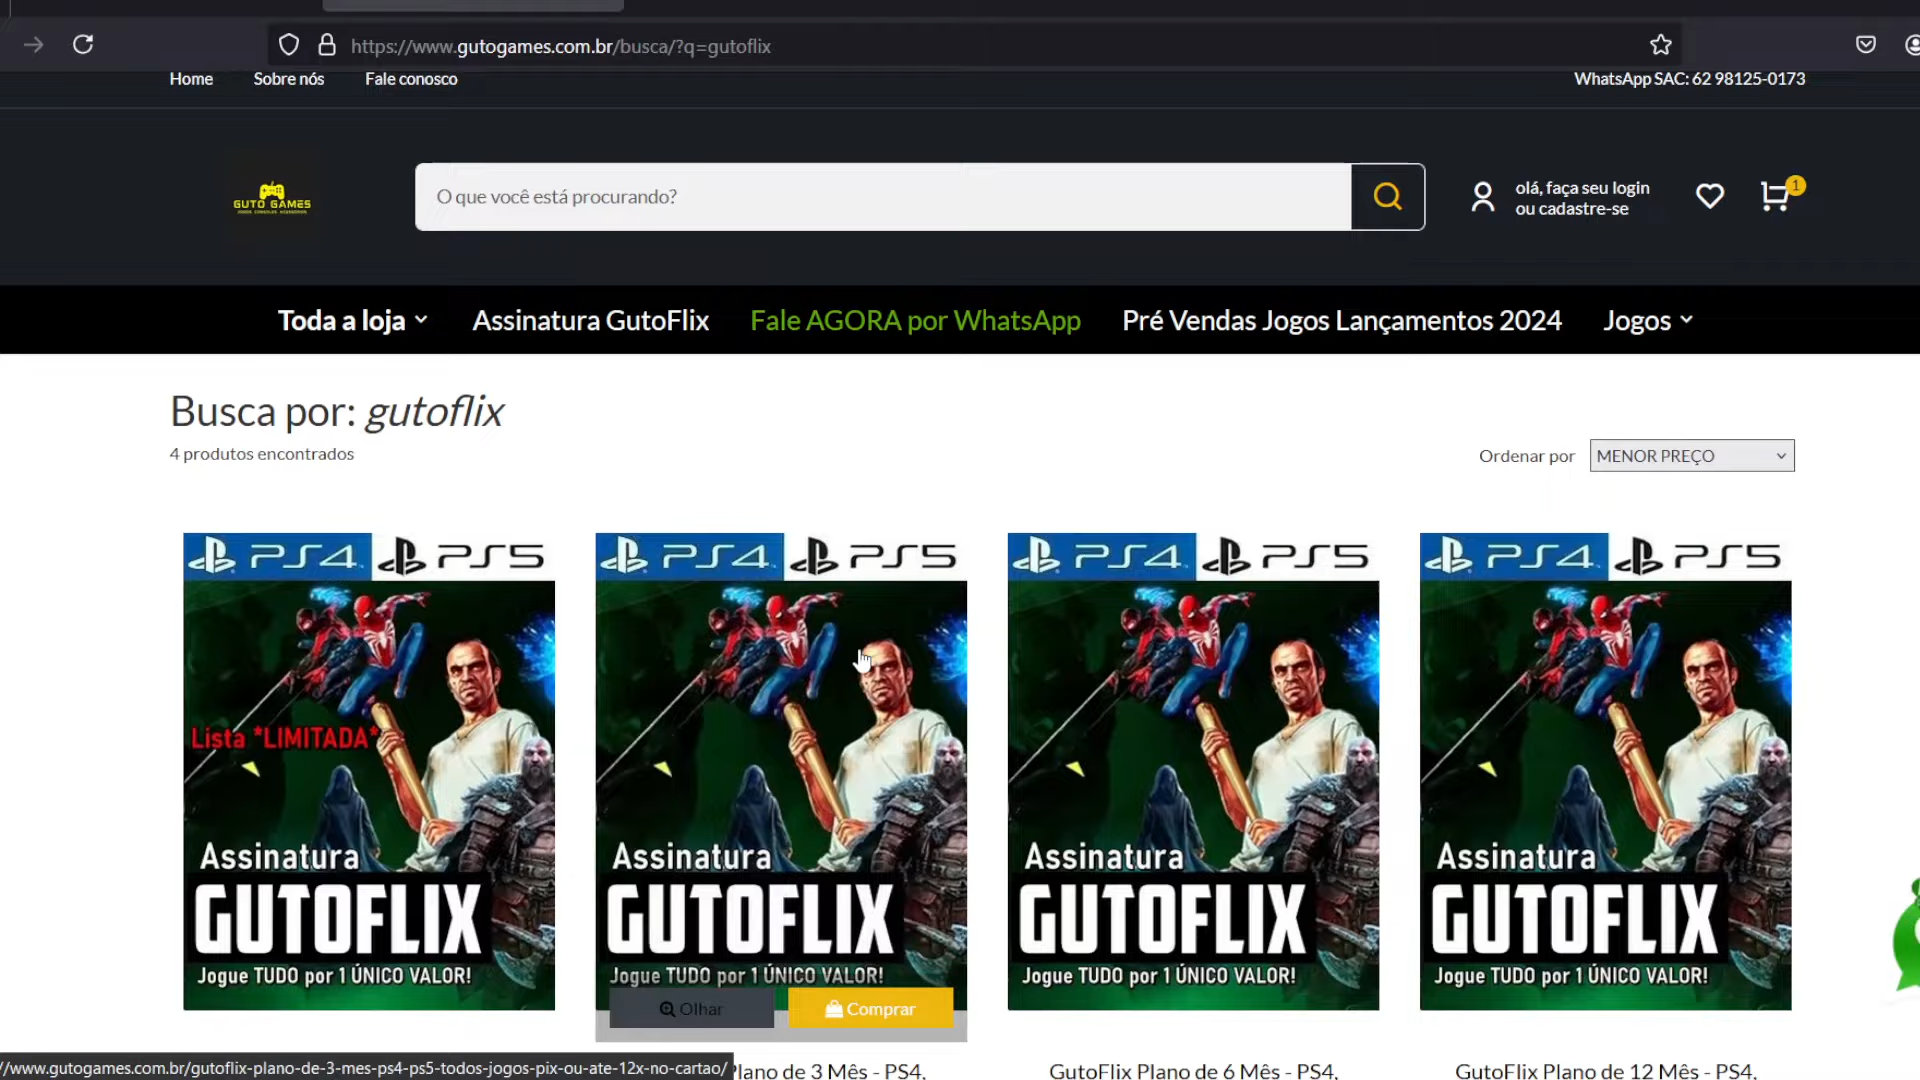 https://www.gutogames.com.br/busca/?q=gutoflix
Home Sobre nós Fale conosco WhatsApp SAC: 62 98125-0173
GUTO GAMES
JOGOS CONSOLES ACESSORIOS
O que você está procurando?
olá, faça seu login
ou cadastre-se
1
Toda a loja Assinatura GutoFlix Fale AGORA por WhatsApp Pré Vendas Jogos Lançamentos 2024 Jogos
Busca por: gutoflix
4 produtos encontrados
Ordenar por MENOR PREÇO
PS4 PS5 PS4 PS5 PS4 PS5 PS4 PS5
Lista *LIMITADA*
Assinatura Assinatura Assinatura Assinatura
GUTOFLIX GUTOFLIX GUTOFLIX GUTOFLIX
Jogue TUDO por 1 ÚNICO VALOR! Jogue TUDO por 1 ÚNICO VALOR! Jogue TUDO por 1 ÚNICO VALOR! Jogue TUDO por 1 ÚNICO VALOR!
Olhar Comprar
/www.gutogames.com.br/gutoflix-plano-de-3-mes-ps4-ps5-todos-jogos-pix-ou-ate-12x-no-cartao/ Plano de 3 Mês - PS4, GutoFlix Plano de 6 Mês - PS4, GutoFlix Plano de 12 Mês - PS4,